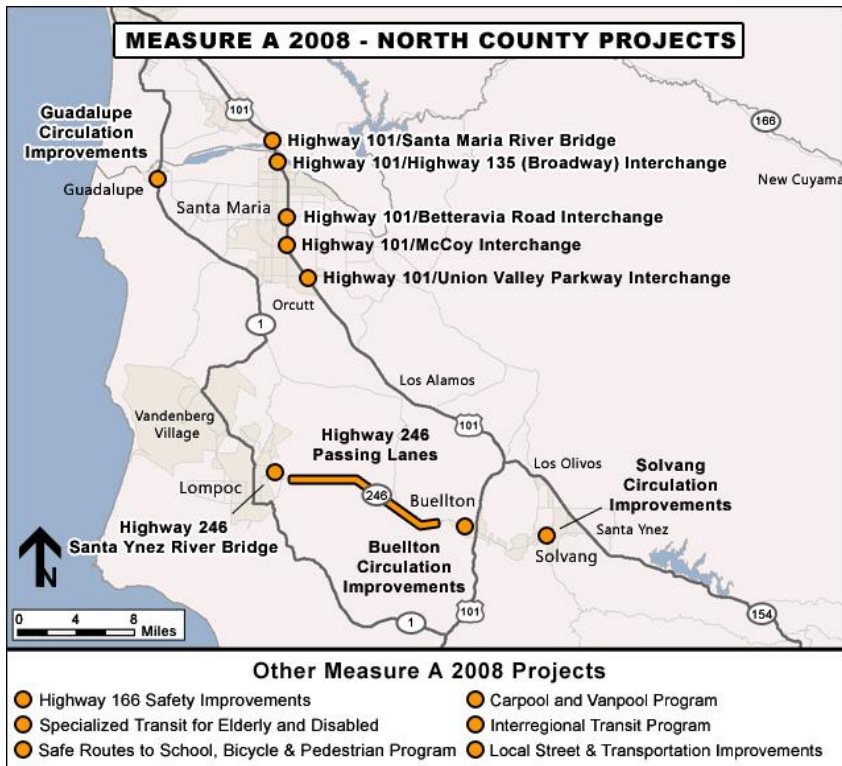 MEASURE A 2008 - NORTH COUNTY PROJECTS
101
166
Guadalupe
Circulation
Improvements
Highway 101/Santa Maria River Bridge
Highway 101/Highway 135 (Broadway) Interchange
Guadalupe
New Cuyama
Santa Maria
Highway 101/Betteravia Road Interchange
Highway 101/McCoy Interchange
Highway 101/Union Valley Parkway Interchange
Orcutt
1
Los Alamos
Vandenberg
Village
101
Highway 246
Passing Lanes
Los Olivos
Solvang
Circulation
Improvements
Lompoc
246
Buellton
Santa Ynez
Highway 246
Santa Ynez River Bridge
Solvang
Buellton
Circulation
Improvements
N
101
154
1
0 4 8
Miles
Other Measure A 2008 Projects
Highway 166 Safety Improvements
Specialized Transit for Elderly and Disabled
Safe Routes to School, Bicycle & Pedestrian Program
Carpool and Vanpool Program
Interregional Transit Program
Local Street & Transportation Improvements